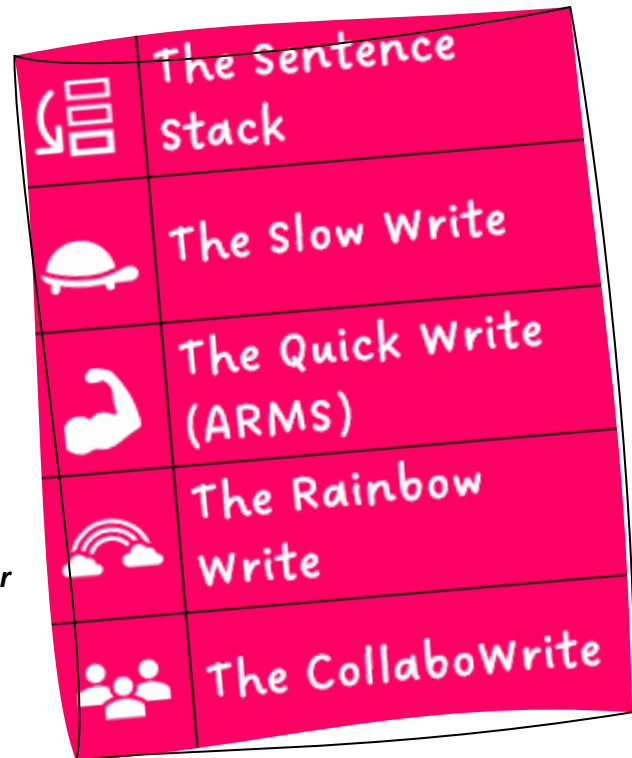 The Sentence
Stack
The Slow Write
The Quick Write
(ARMS)
The Rainbow
r
Write
The CollaboWrite